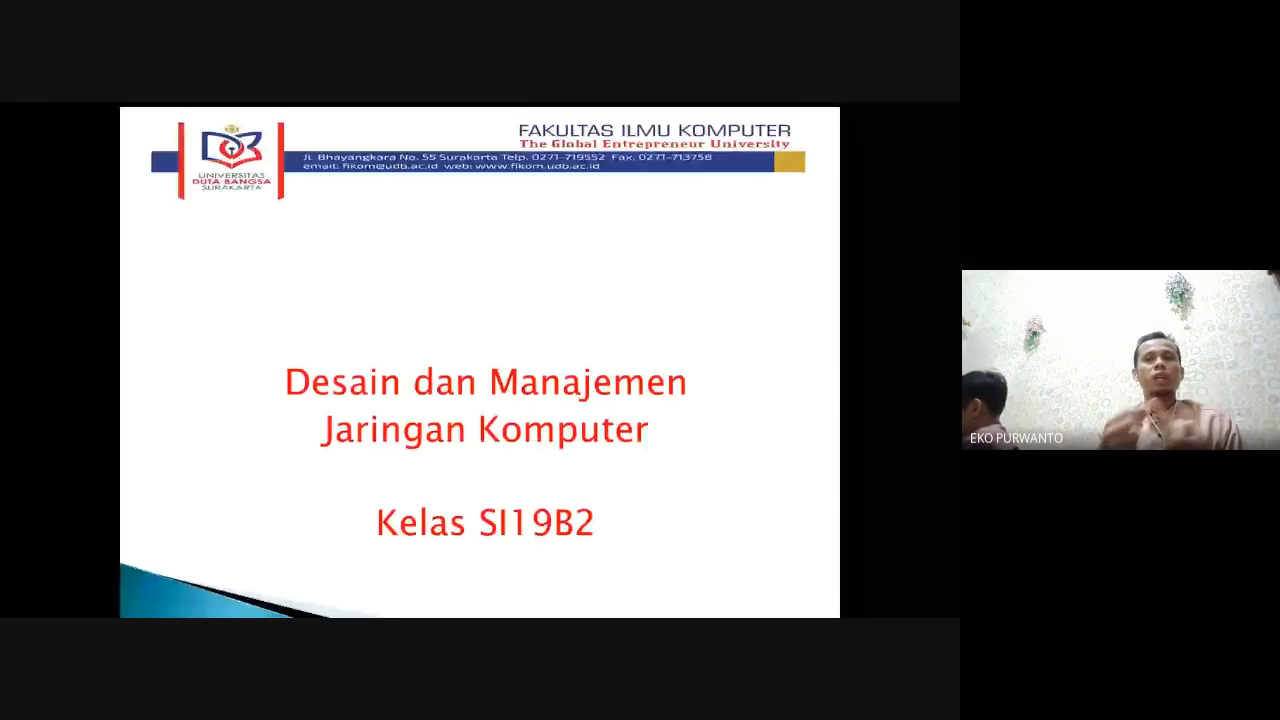 UNIVERSITAS
DUTA BANGSA
SURAKARTA
FAKULTAS ILMU KOMPUTER
The Global Entrepreneur University
Jl. Bhayangkara No. 55 Surakarta Telp. 0271-719552 Fax. 0271-713758
email: fikom@udb.ac.id web: www.fikom.udb.ac.id
Desain dan Manajemen
Jaringan Komputer
Kelas SI19B2
EKO PURWANTO